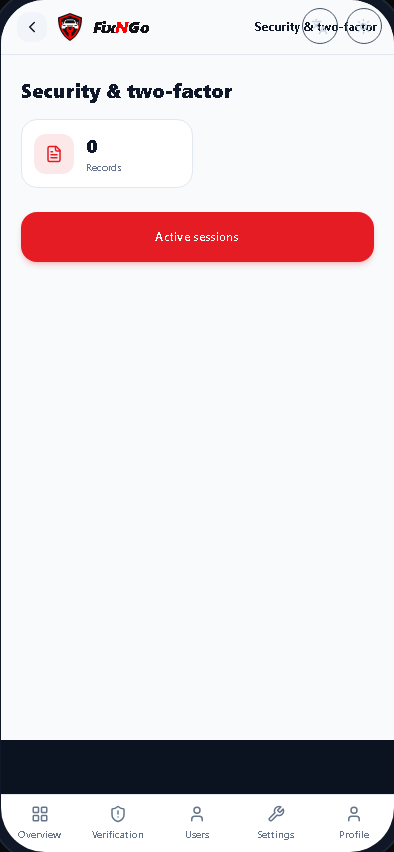 FixNGo
Security & two-factor
Security & two-factor
0
Records
Active sessions
Overview
Verification
Users
Settings
Profile